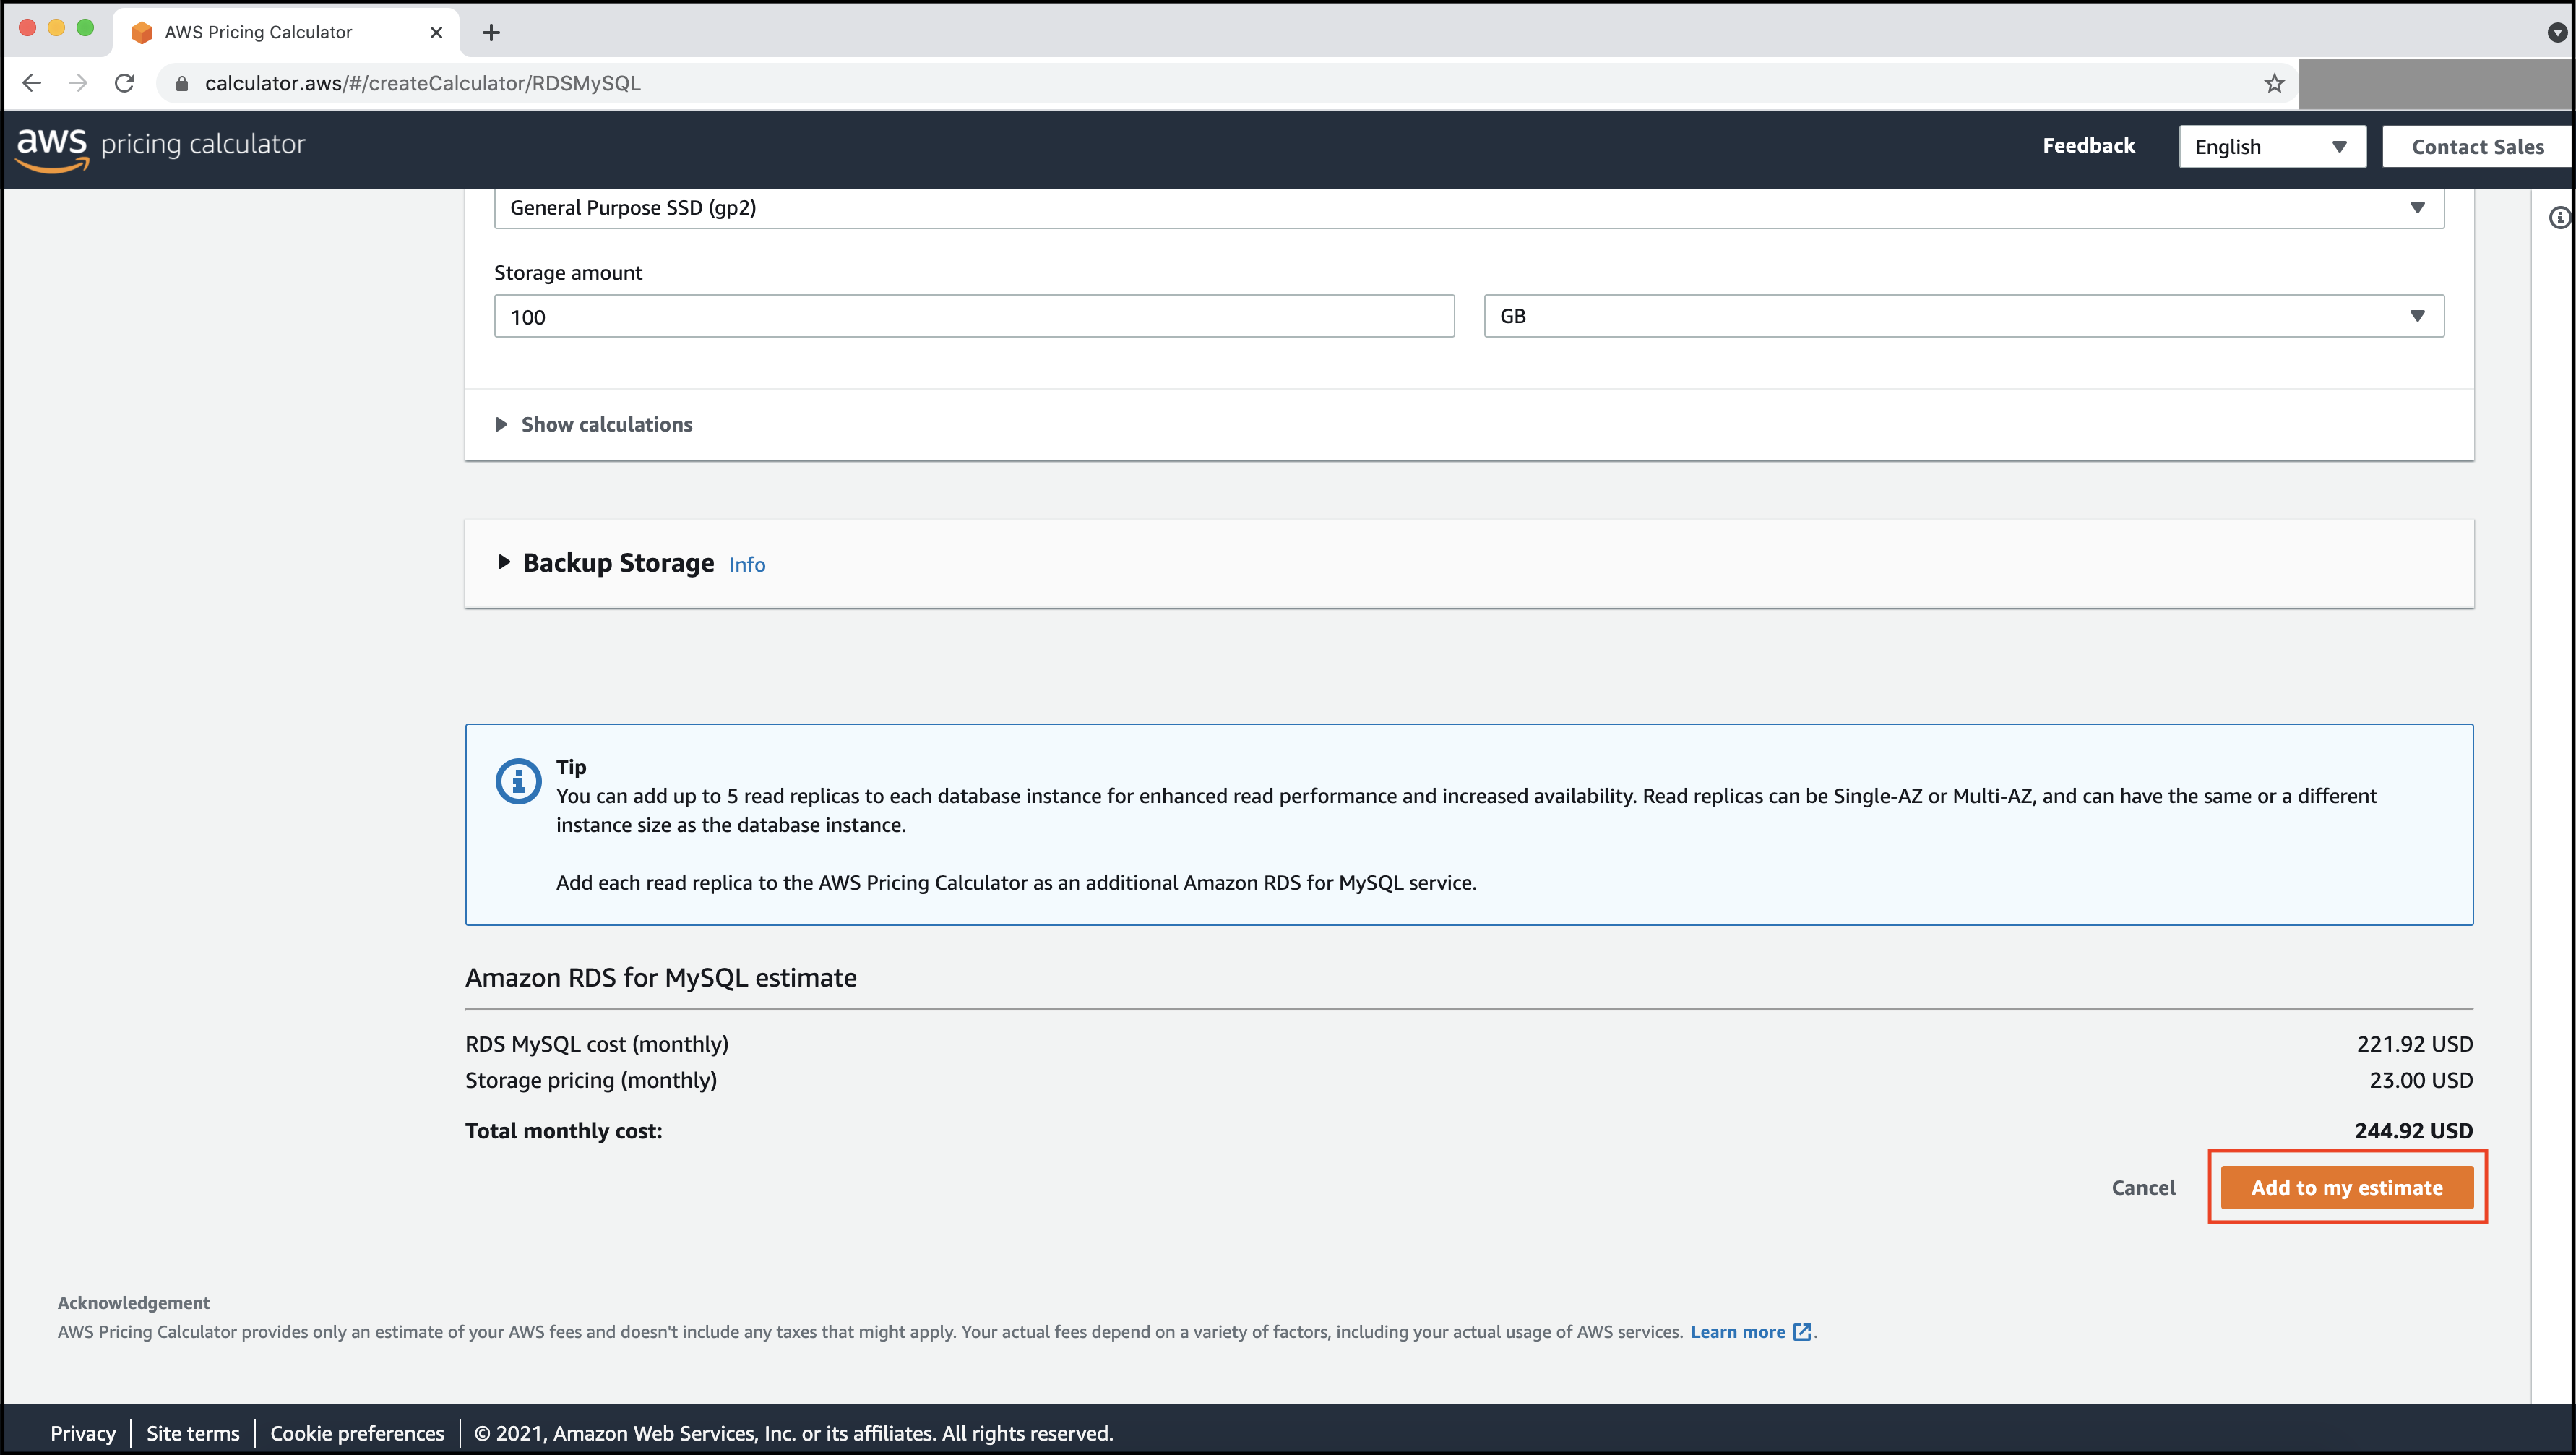 AWS Pricing Calculator
calculator.aws/#/createCalculator/RDSMySQL
aws pricing calculator
Feedback
English
Contact Sales
General Purpose SSD (gp2)
Storage amount
100
GB
Show calculations
Backup Storage Info
Tip
You can add up to 5 read replicas to each database instance for enhanced read performance and increased availability. Read replicas can be Single-AZ or Multi-AZ, and can have the same or a different
instance size as the database instance.
Add each read replica to the AWS Pricing Calculator as an additional Amazon RDS for MySQL service.
Amazon RDS for MySQL estimate
RDS MySQL cost (monthly) 221.92 USD
Storage pricing (monthly) 23.00 USD
Total monthly cost: 244.92 USD
Cancel Add to my estimate
Acknowledgement
AWS Pricing Calculator provides only an estimate of your AWS fees and doesn't include any taxes that might apply. Your actual fees depend on a variety of factors, including your actual usage of AWS services. Learn more .
Privacy Site terms Cookie preferences © 2021, Amazon Web Services, Inc. or its affiliates. All rights reserved.